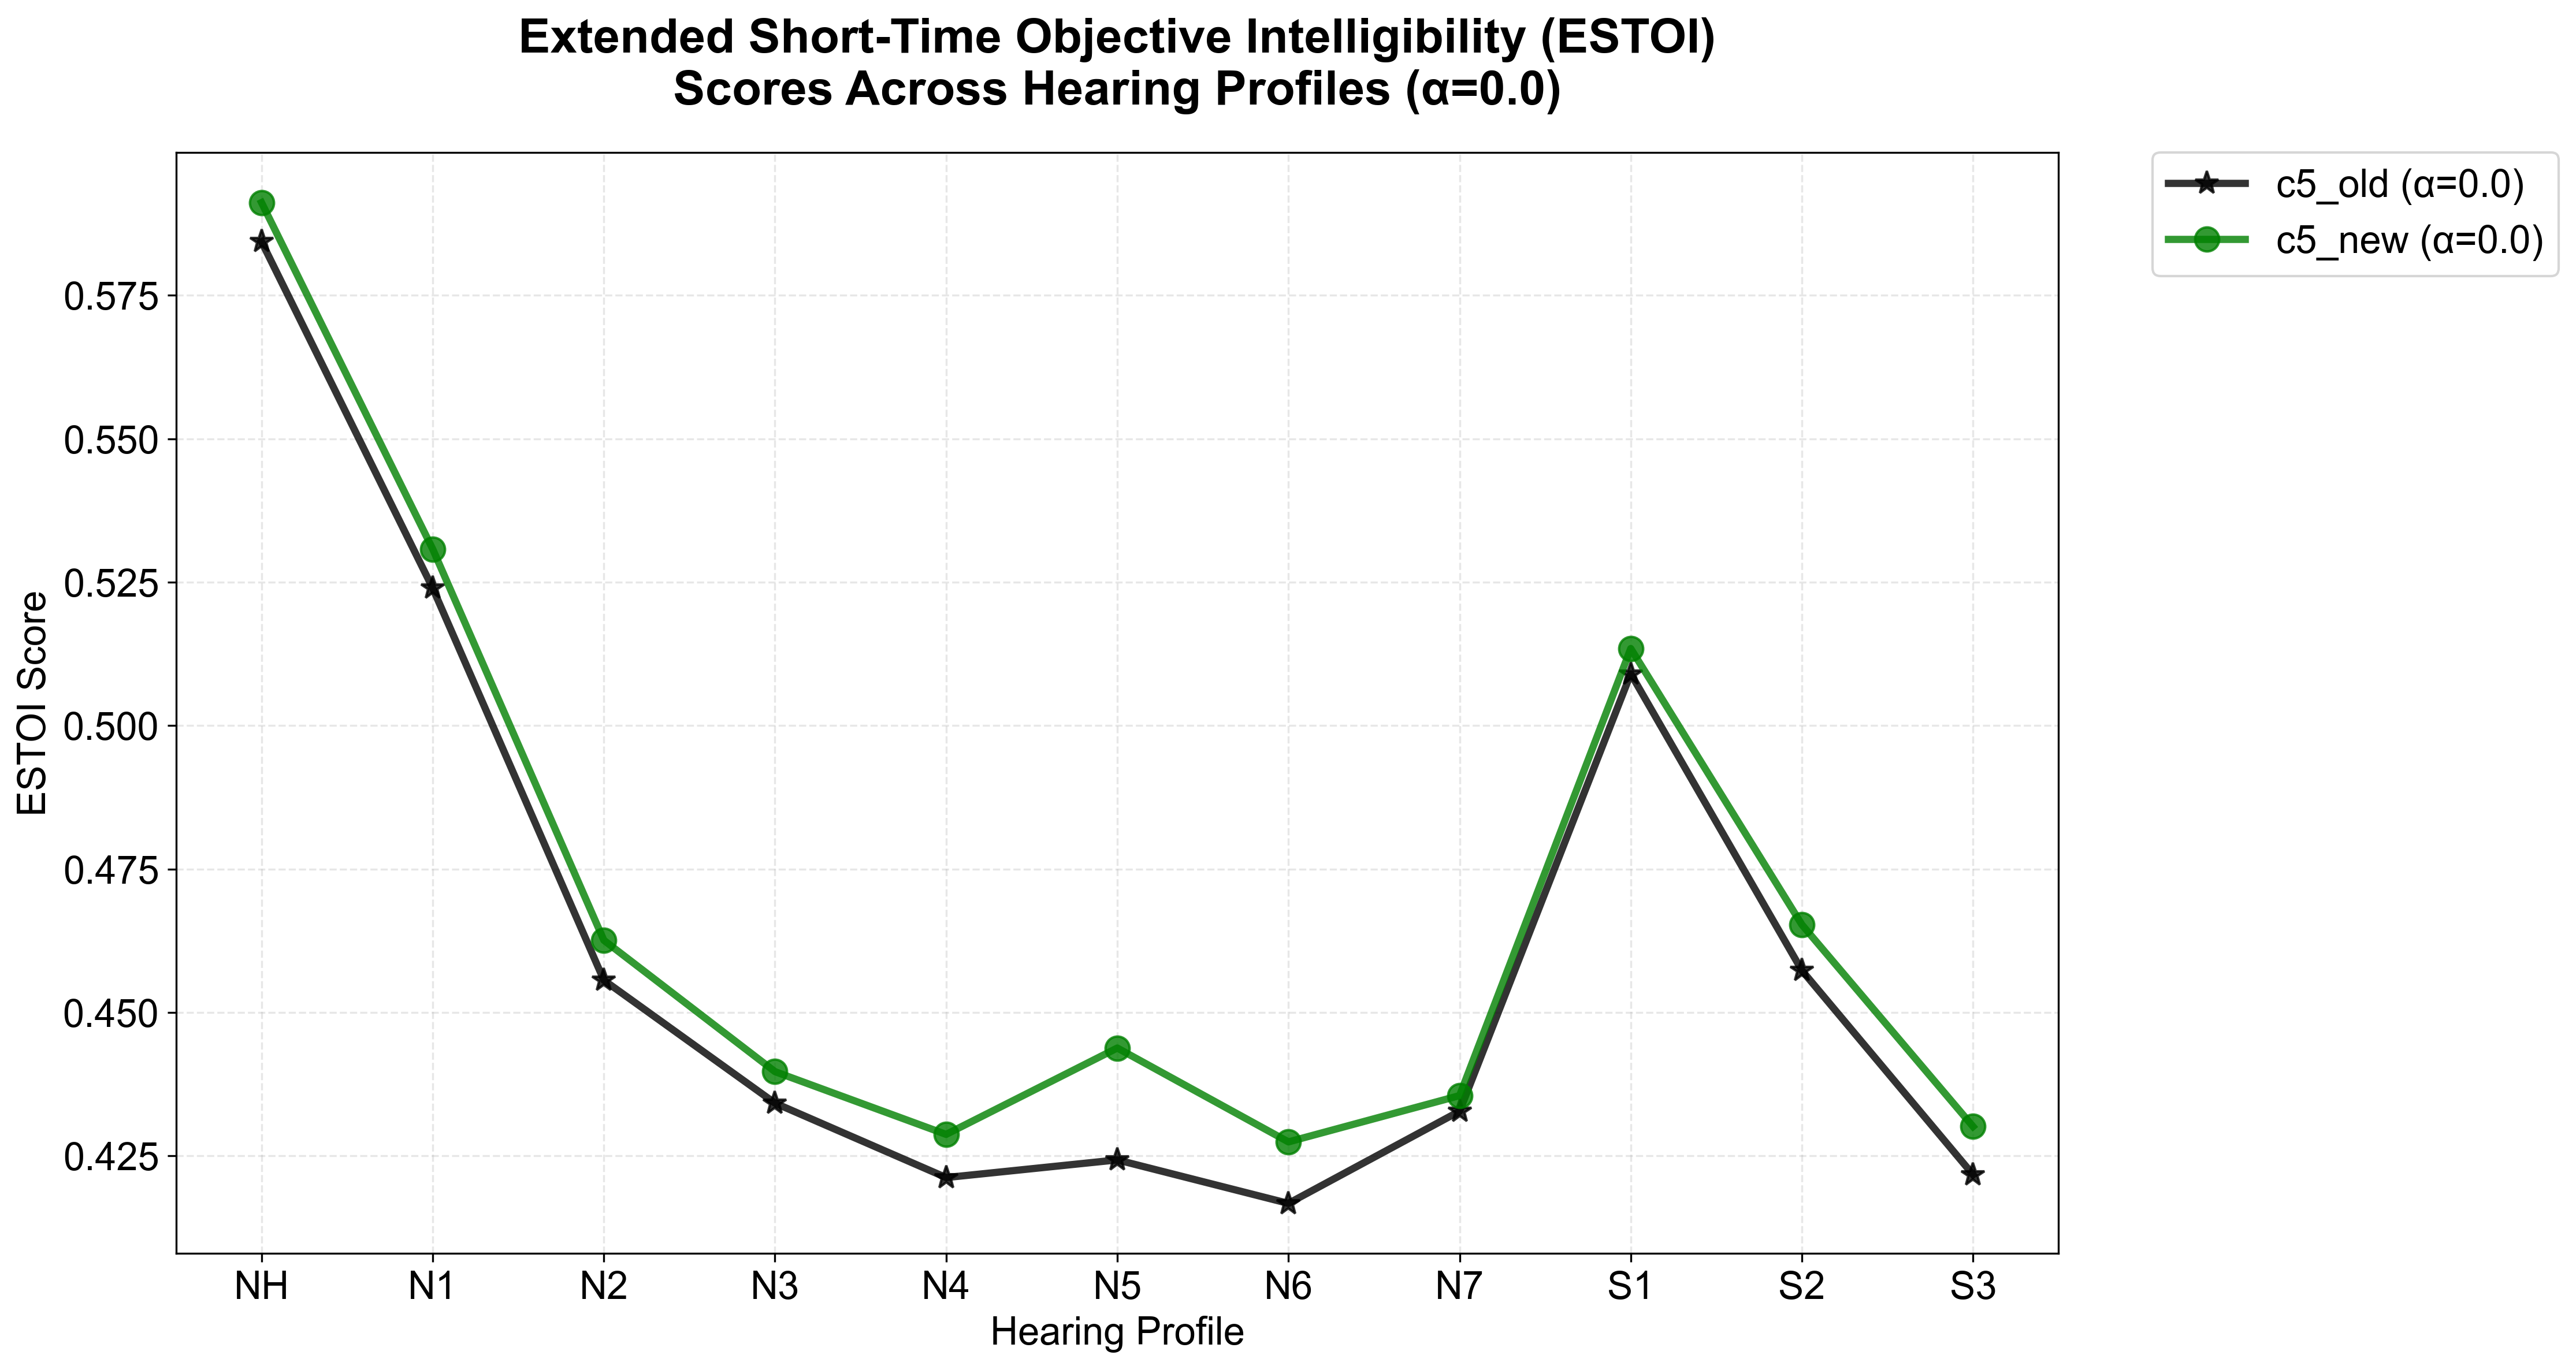 Extended Short-Time Objective Intelligibility (ESTOI)
Scores Across Hearing Profiles (α=0.0)
c5_old (α=0.0)
c5_new (α=0.0)
ESTOI Score
0.575
0.550
0.525
0.500
0.475
0.450
0.425
NH N1 N2 N3 N4 N5 N6 N7 S1 S2 S3
Hearing Profile